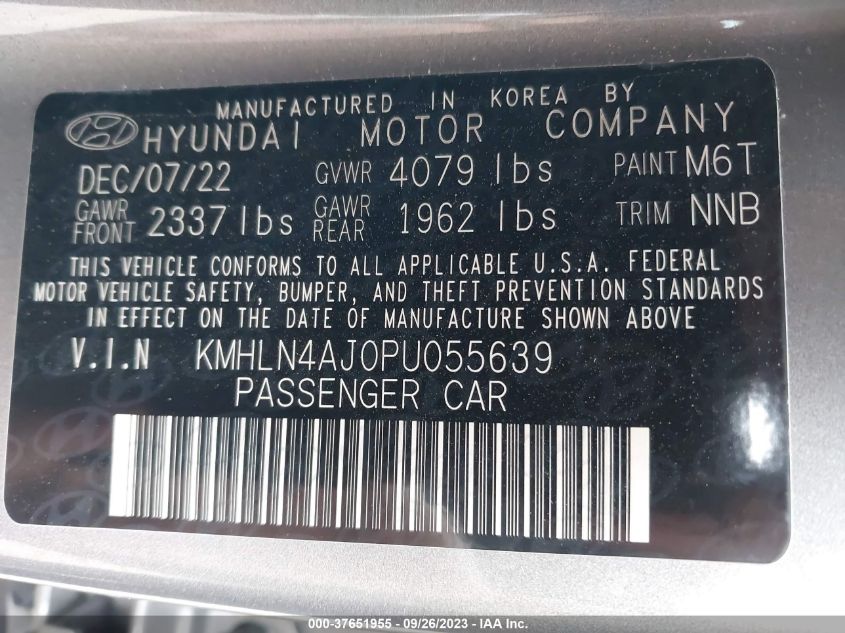 MANUFACTURED IN KOREA BY
HYUNDAI MOTOR COMPANY
DEC/07/22 GVWR 4079 lbs PAINT M6T
GAWR FRONT 2337 lbs GAWR REAR 1962 lbs TRIM NNB
THIS VEHICLE CONFORMS TO ALL APPLICABLE U.S.A. FEDERAL
MOTOR VEHICLE SAFETY, BUMPER, AND THEFT PREVENTION STANDARDS
IN EFFECT ON THE DATE OF MANUFACTURE SHOWN ABOVE
V.I.N KMHLN4AJ0PU055639
PASSENGER CAR
000-37651955 - 09/26/2023 - IAA Inc.